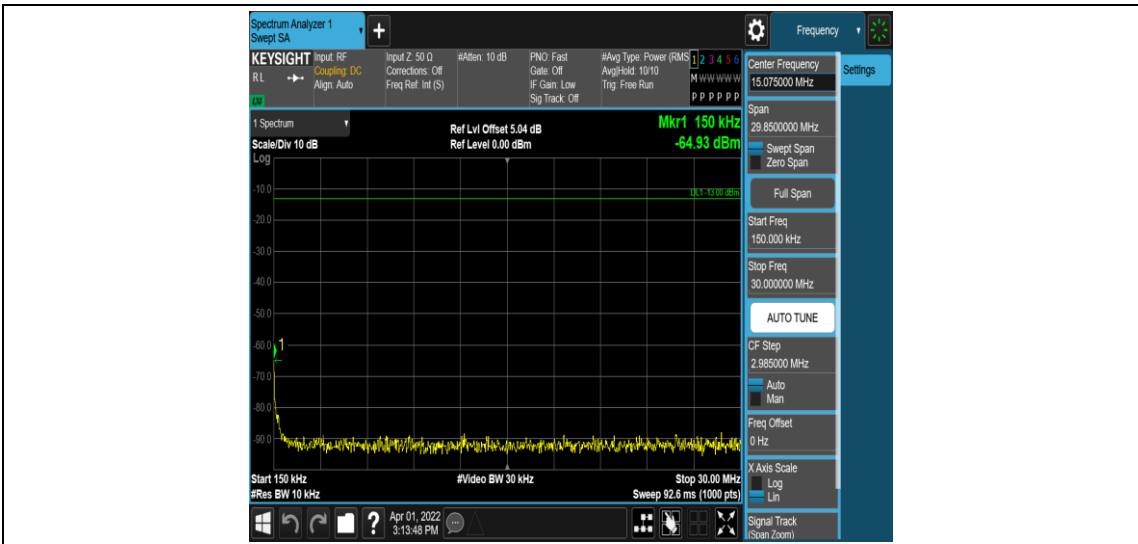 Spectrum Analyzer 1
Swept SA
Frequency
KEYSIGHT
RL
LXI
Input: RF
Coupling: DC
Align: Auto
Input Z: 50 Ω
Corrections: Off
Freq Ref: Int (S)
#Atten: 10 dB
PNO: Fast
Gate: Off
IF Gain: Low
Sig Track: Off
#Avg Type: Power (RMS
Avg|Hold: 10/10
Trig: Free Run
1 2 3 4 5 6
M W W W W W
P P P P P P
1 Spectrum
Scale/Div 10 dB
Log
Ref Lvl Offset 5.04 dB
Ref Level 0.00 dBm
Mkr1 150 kHz
-64.93 dBm
DL1 -13.00 dBm
-10.0
-20.0
-30.0
-40.0
-50.0
-60.0
1
-70.0
-80.0
-90.0
Start 150 kHz
#Res BW 10 kHz
#Video BW 30 kHz
Stop 30.00 MHz
Sweep 92.6 ms (1000 pts)
?
Apr 01, 2022
3:13:48 PM
Center Frequency
15.075000 MHz
Settings
Span
29.8500000 MHz
Swept Span
Zero Span
Full Span
Start Freq
150.000 kHz
Stop Freq
30.000000 MHz
AUTO TUNE
CF Step
2.985000 MHz
Auto
Man
Freq Offset
0 Hz
X Axis Scale
Log
Lin
Signal Track
(Span Zoom)